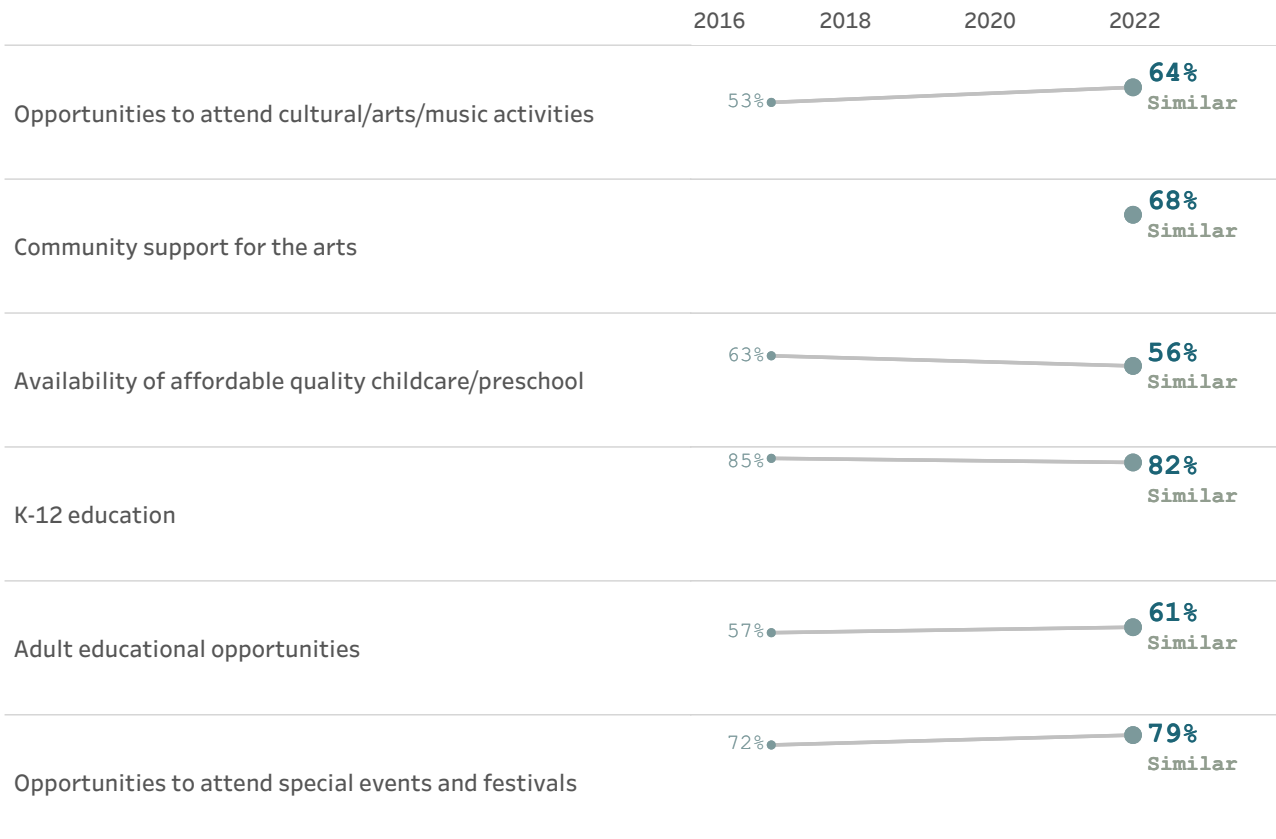 2016 2018 2020 2022
64%
53%
Similar
Opportunities to attend cultural/arts/music activities
68%
Similar
Community support for the arts
63%
56%
Similar
Availability of affordable quality childcare/preschool
85%
82%
Similar
K-12 education
61%
57%
Similar
Adult educational opportunities
79%
72%
Similar
Opportunities to attend special events and festivals